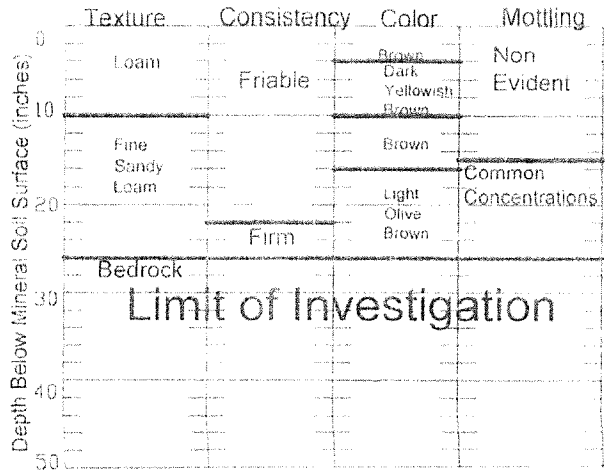 Texture Consistency Color Mottling
Depth Below Mineral Soil Surface (inches)
0
10
20
30
40
50
Loam
Fine
Sandy
Loam
Bedrock
Friable
Firm
Brown
Dark
Yellowish
Brown
Brown
Light
Olive
Brown
Non
Evident
Common
Concentrations
Limit of Investigation